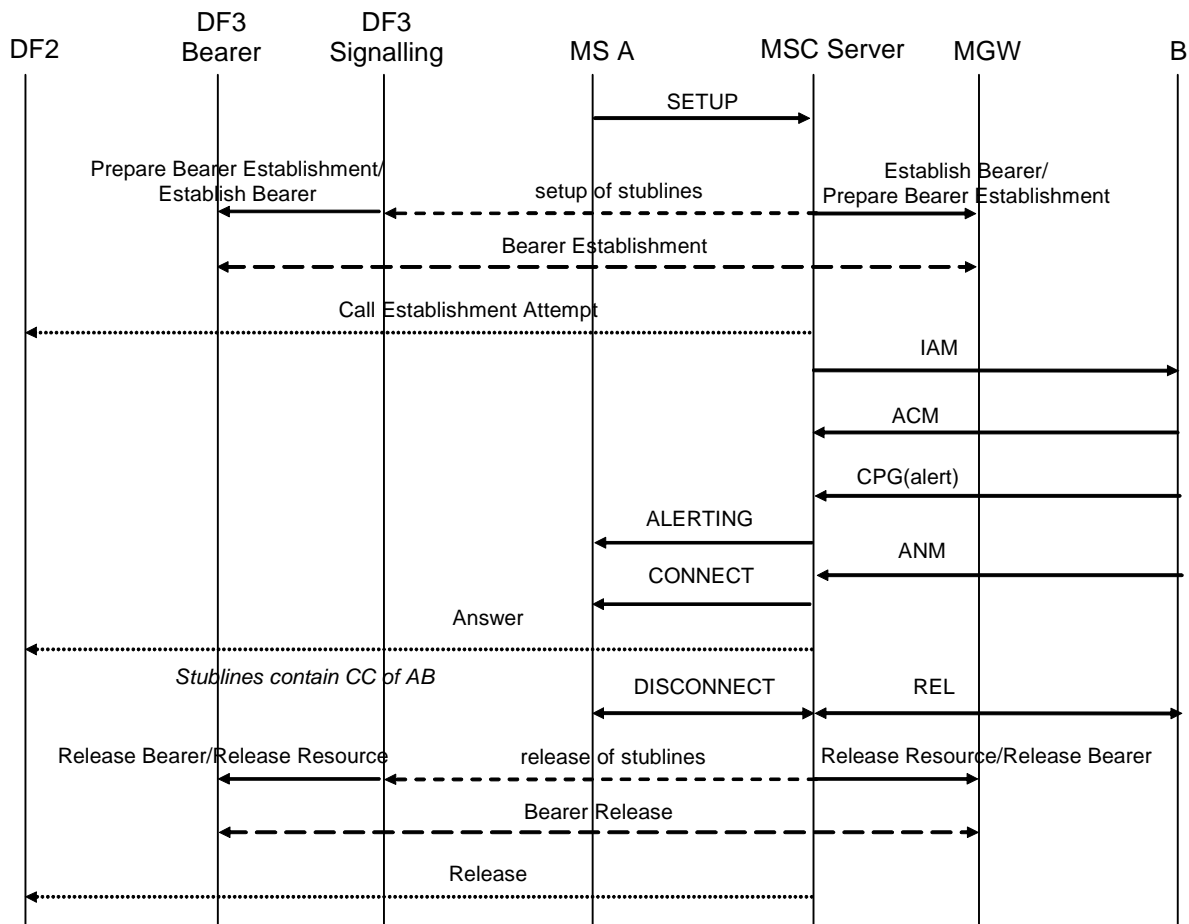 DF2
DF3
Bearer
DF3
Signalling
MS A
MSC Server
MGW
B
SETUP
Prepare Bearer Establishment/
Establish Bearer
setup of stublines
Establish Bearer/
Prepare Bearer Establishment
Bearer Establishment
Call Establishment Attempt
IAM
ACM
CPG(alert)
ALERTING
ANM
CONNECT
Answer
Stublines contain CC of AB
DISCONNECT
REL
Release Bearer/Release Resource
release of stublines
Release Resource/Release Bearer
Bearer Release
Release